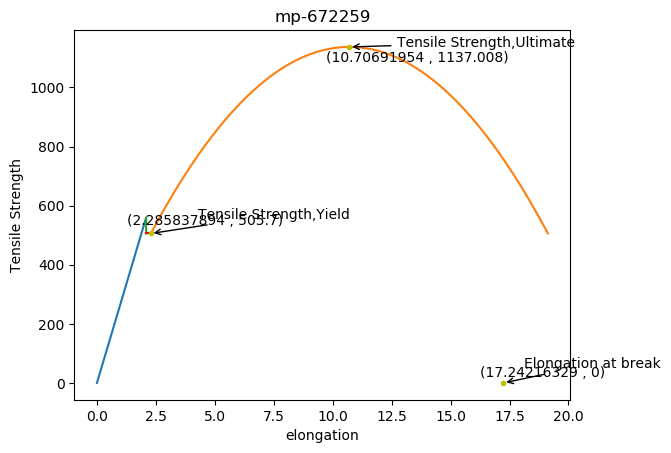 mp-672259
Tensile Strength,Ultimate
(10.70691954 , 1137.008)
Tensile Strength,Yield
(2.285837894 , 505.7)
Elongation at break
(17.24216329 , 0)
Tensile Strength
1000
800
600
400
200
0
0.0 2.5 5.0 7.5 10.0 12.5 15.0 17.5 20.0
elongation